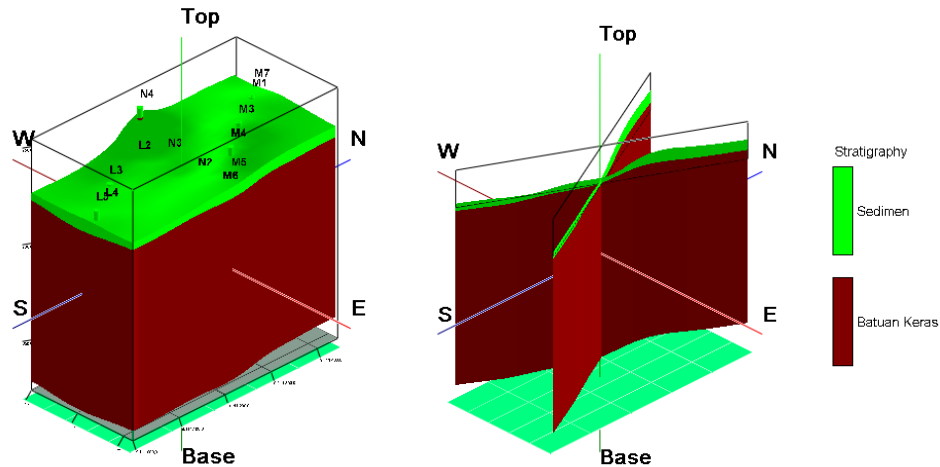 Top
M7
M1
N4
M3
W
M4
N
L2
N3
N2
M5
L3
M6
L4
L5
S
E
Base
Top
W
N
S
E
Base
Stratigraphy
Sedimen
Batuan Keras